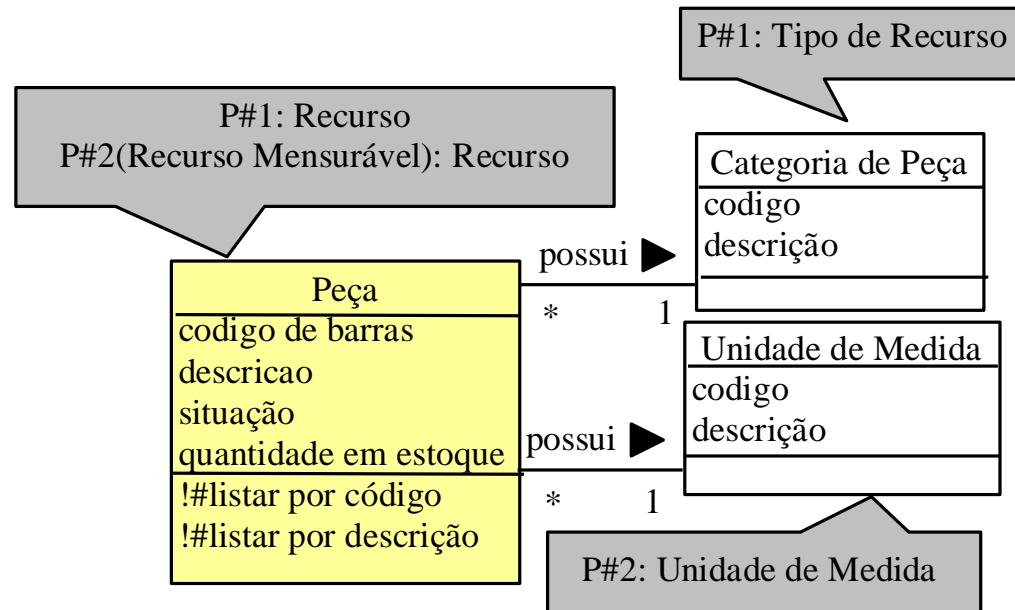 P#1: Tipo de Recurso
P#1: Recurso
P#2(Recurso Mensurável): Recurso
Categoria de Peça
codigo
descrição
possui
* 1
Peça
codigo de barras
descricao
situação
quantidade em estoque
!#listar por código
!#listar por descrição
Unidade de Medida
codigo
descrição
possui
* 1
P#2: Unidade de Medida